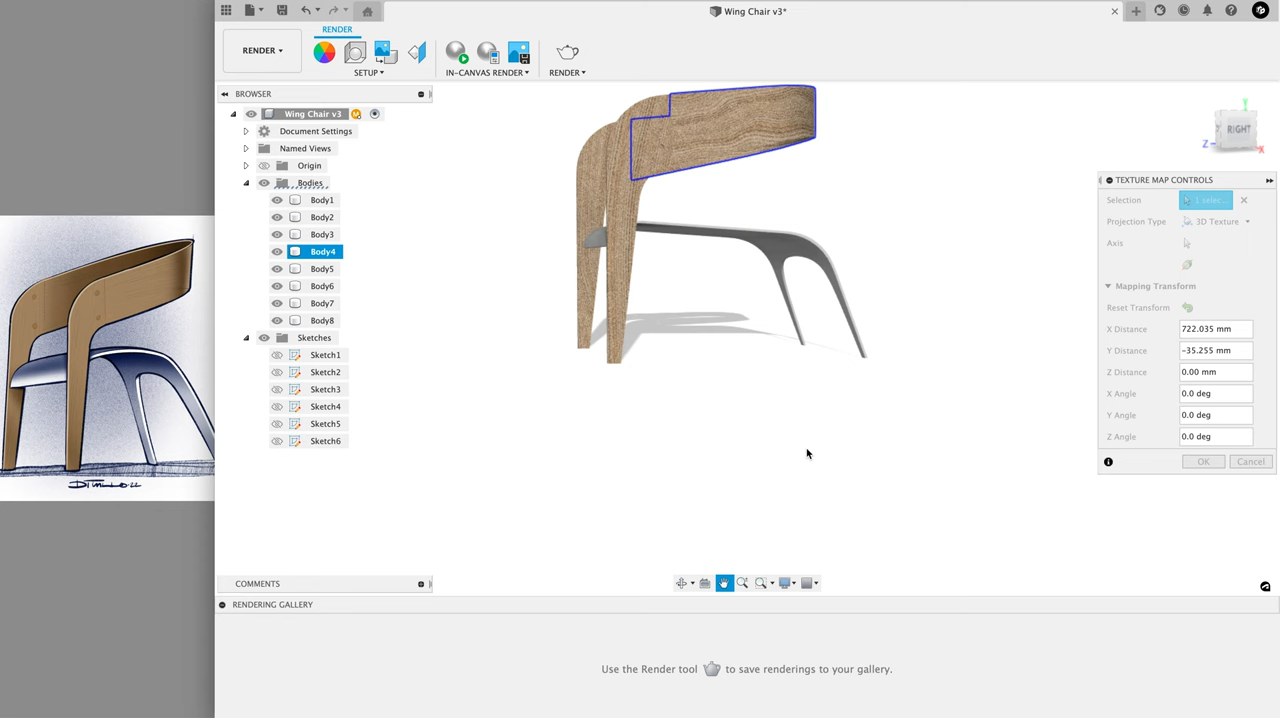 Wing Chair v3*
RENDER
RENDER
SETUP
IN-CANVAS RENDER
RENDER
BROWSER
Wing Chair v3
Document Settings
Named Views
Origin
Bodies
Body1
Body2
Body3
Body4
Body5
Body6
Body7
Body8
Sketches
Sketch1
Sketch2
Sketch3
Sketch4
Sketch5
Sketch6
Y
RIGHT
Z
X
TEXTURE MAP CONTROLS
Selection 1 selec...
Projection Type 3D Texture
Axis
Mapping Transform
Reset Transform
X Distance 722.035 mm
Y Distance -35.255 mm
Z Distance 0.00 mm
X Angle 0.0 deg
Y Angle 0.0 deg
Z Angle 0.0 deg
OK Cancel
COMMENTS
RENDERING GALLERY
Use the Render tool to save renderings to your gallery.